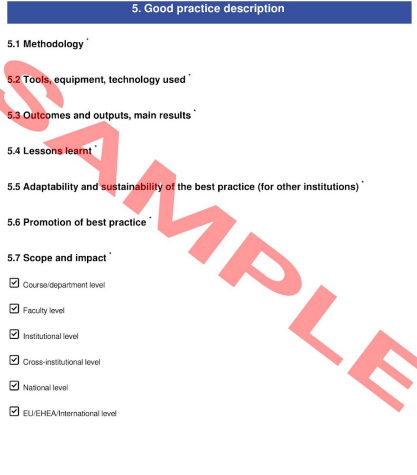 5. Good practice description
5.1 Methodology *
5.2 Tools, equipment, technology used *
5.3 Outcomes and outputs, main results *
5.4 Lessons learnt *
5.5 Adaptability and sustainability of the best practice (for other institutions) *
5.6 Promotion of best practice *
5.7 Scope and impact *
Course/department level
Faculty level
Institutional level
Cross-institutional level
National level
EU/EHEA/International level
SAMPLE